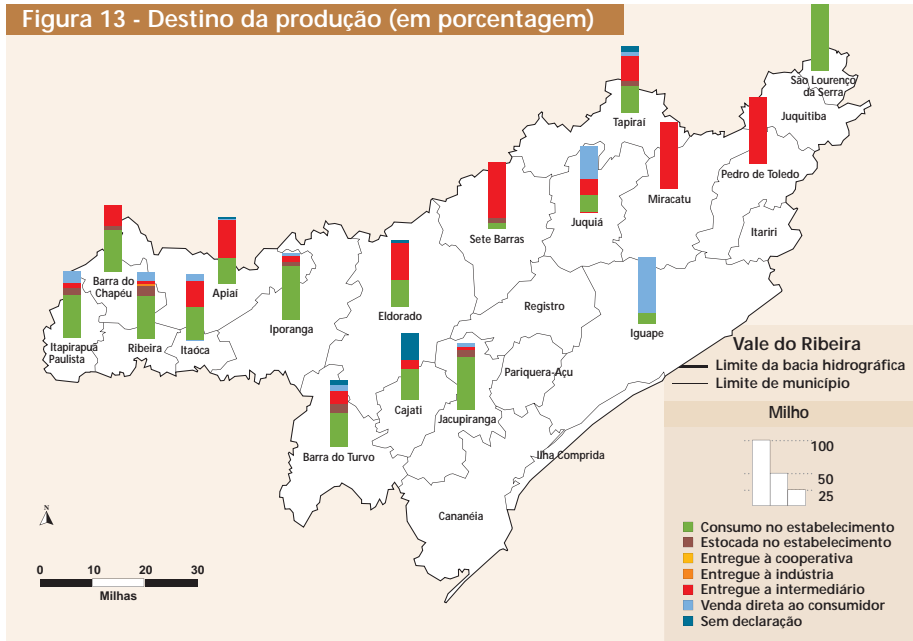 Figura 13 - Destino da produção (em porcentagem)
São Lourenço
da Serra
Juquitiba
Tapiraí
Pedro de Toledo
Miracatu
Juquiá
Itariri
Sete Barras
Barra do
Chapéu
Apiaí
Iporanga
Eldorado
Registro
Iguape
Itapirapuã
Paulista
Ribeira
Itaóca
Pariquera-Açu
Cajati
Jacupiranga
Barra do Turvo
Ilha Comprida
Cananéia
N
0 10 20 30
Milhas
Vale do Ribeira
Limite da bacia hidrográfica
Limite de município
Milho
100
50
25
Consumo no estabelecimento
Estocada no estabelecimento
Entregue à cooperativa
Entregue à indústria
Entregue a intermediário
Venda direta ao consumidor
Sem declaração